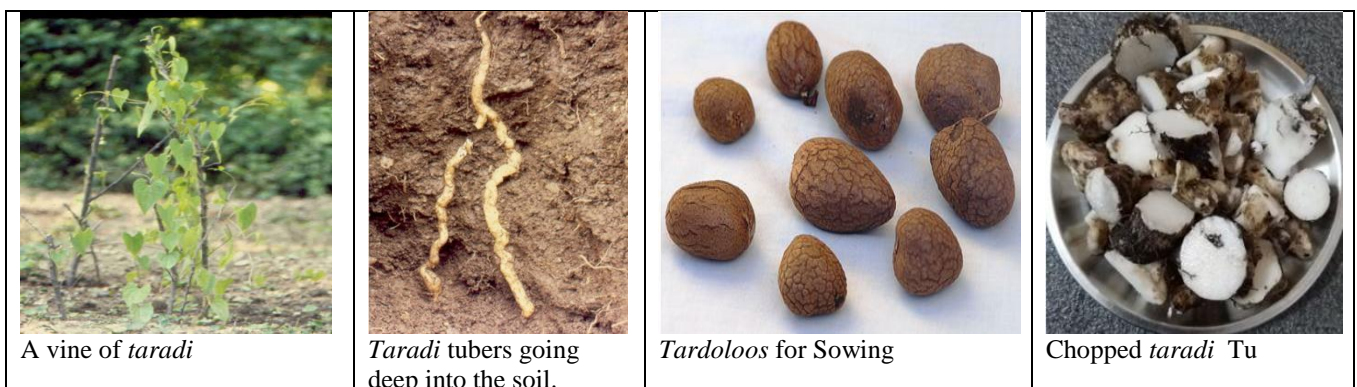 A vine of taradi
Taradi tubers going
deep into the soil.
Tardoloos for Sowing
Chopped taradi Tu